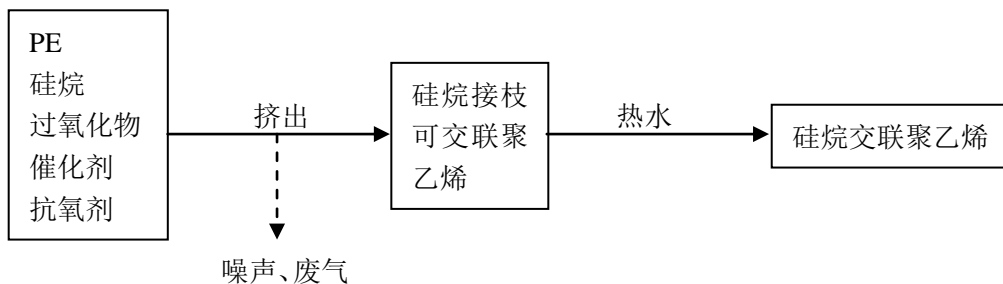 PE
硅烷
过氧化物
催化剂
抗氧剂
挤出
噪声、废气
硅烷接枝
可交联聚
乙烯
热水
硅烷交联聚乙烯